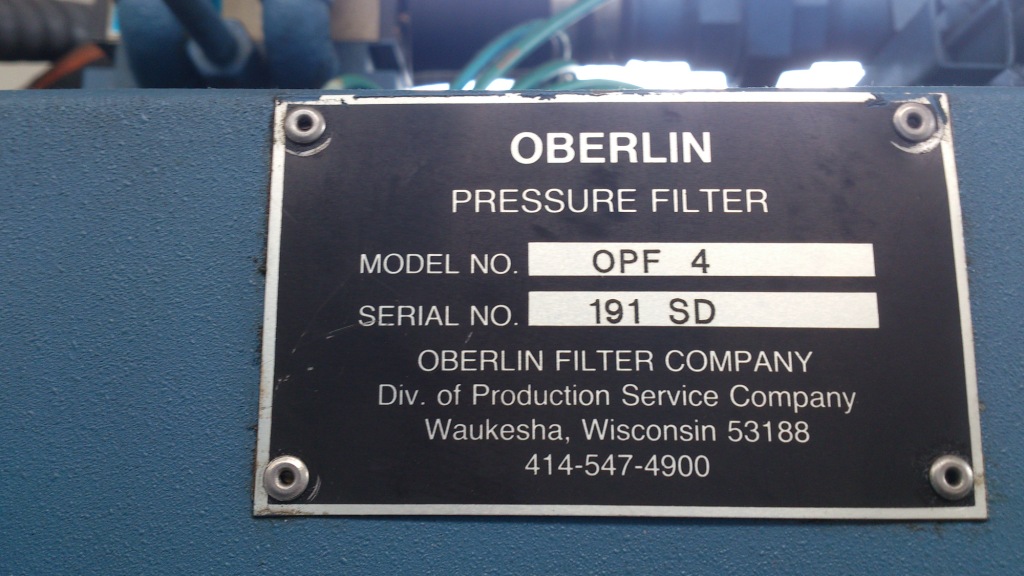 OBERLIN
PRESSURE FILTER
MODEL NO. OPF 4
SERIAL NO. 191 SD
OBERLIN FILTER COMPANY
Div. of Production Service Company
Waukesha, Wisconsin 53188
414-547-4900